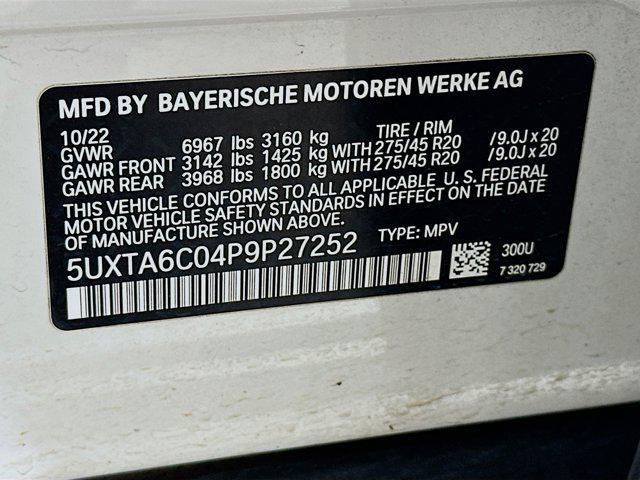 MFD BY BAYERISCHE MOTOREN WERKE AG
10/22 TIRE / RIM
GVWR 6967 lbs 3160 kg
GAWR FRONT 3142 lbs 1425 kg WITH 275/45 R20 /9.0J x 20
GAWR REAR 3968 lbs 1800 kg WITH 275/45 R20 /9.0J x 20
THIS VEHICLE CONFORMS TO ALL APPLICABLE U. S. FEDERAL
MOTOR VEHICLE SAFETY STANDARDS IN EFFECT ON THE DATE
OF MANUFACTURE SHOWN ABOVE.
5UXTA6C04P9P27252 TYPE: MPV
300U
7 320 729